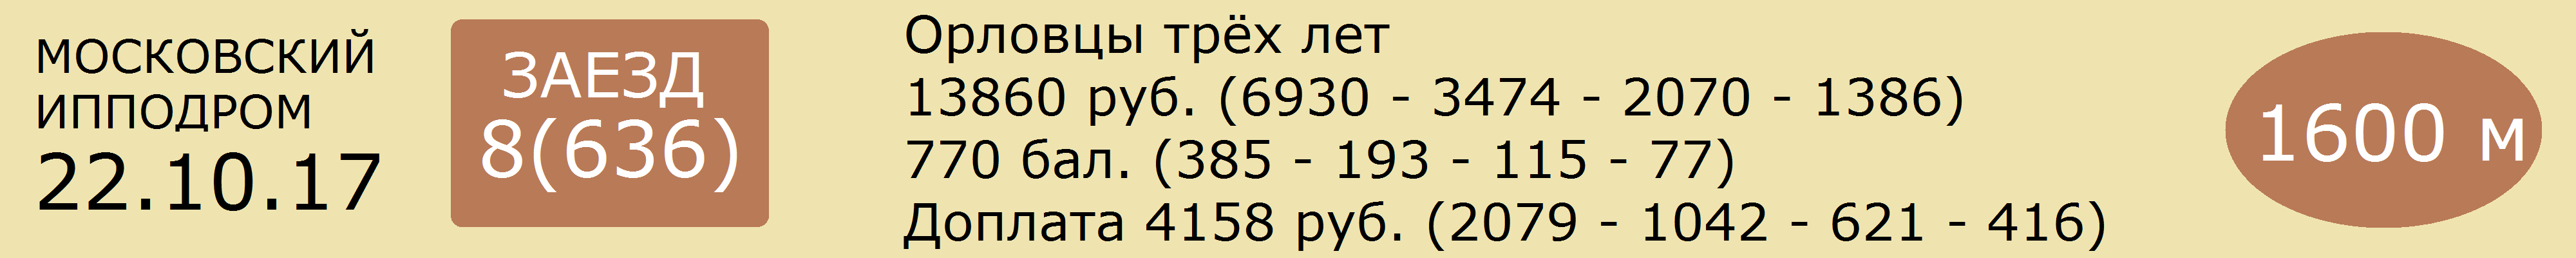 МОСКОВСКИЙ
ИППОДРОМ
22.10.17
ЗАЕЗД
8(636)
Орловцы трёх лет
13860 руб. (6930 - 3474 - 2070 - 1386)
770 бал. (385 - 193 - 115 - 77)
Доплата 4158 руб. (2079 - 1042 - 621 - 416)
1600 м